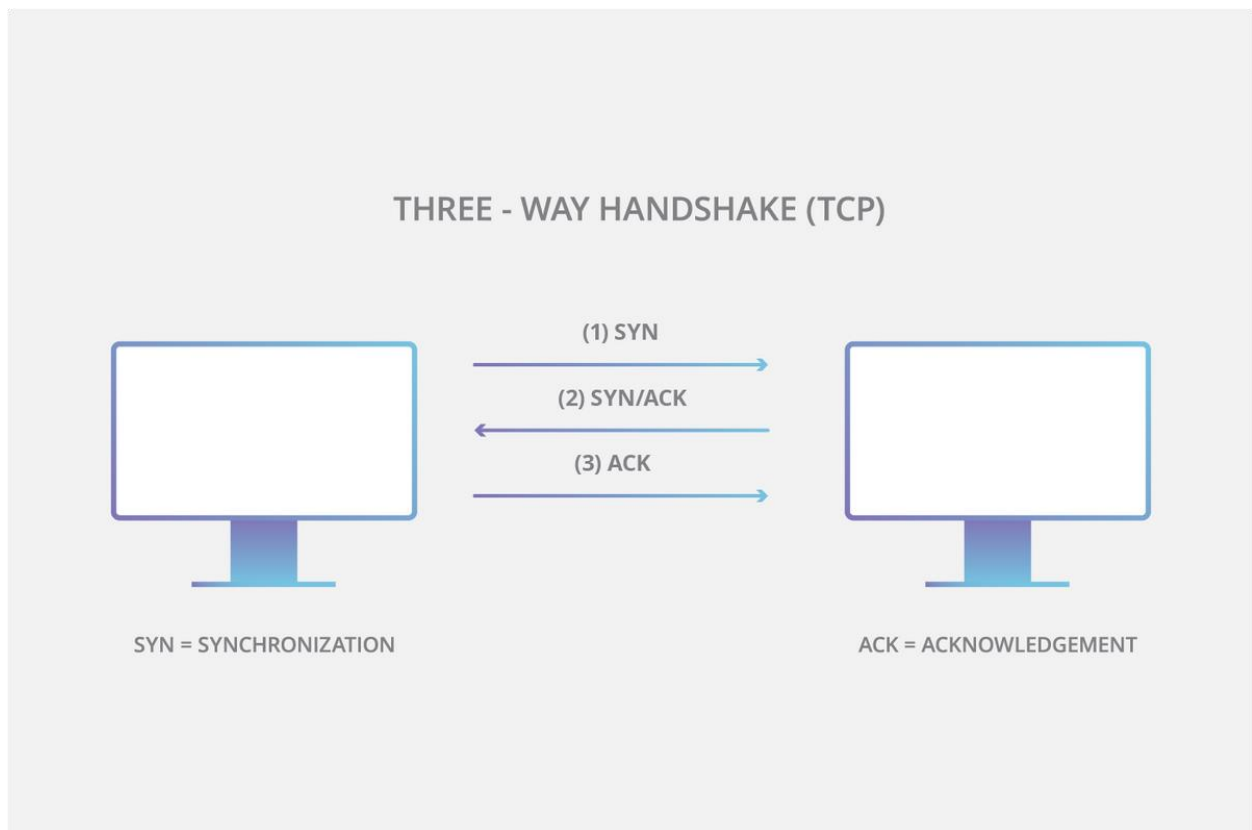 THREE - WAY HANDSHAKE (TCP)
(1) SYN
(2) SYN/ACK
(3) ACK
SYN = SYNCHRONIZATION
ACK = ACKNOWLEDGEMENT